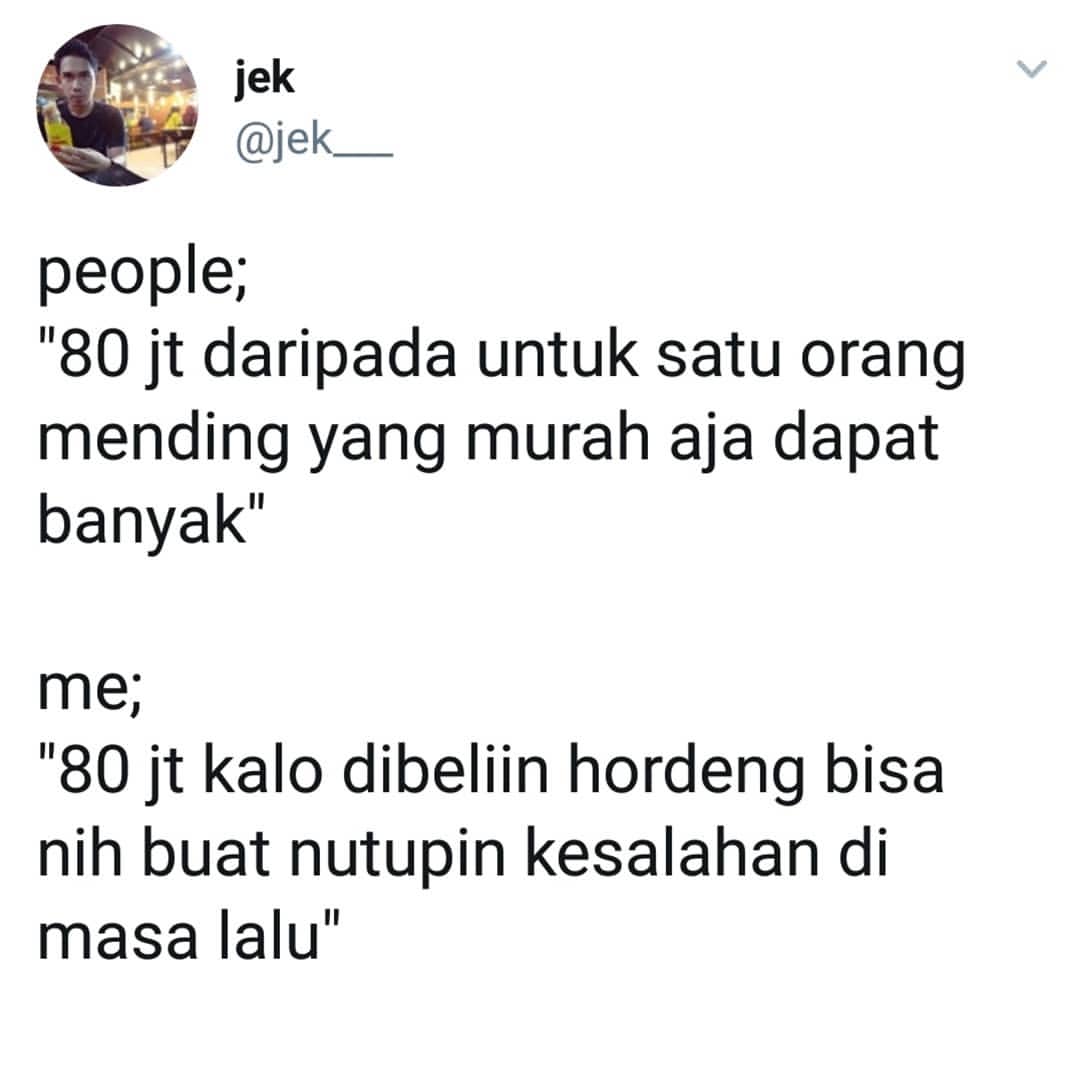 jek
@jek___
people;
"80 jt daripada untuk satu orang
mending yang murah aja dapat
banyak"
me;
"80 jt kalo dibeliin hordeng bisa
nih buat nutupin kesalahan di
masa lalu"